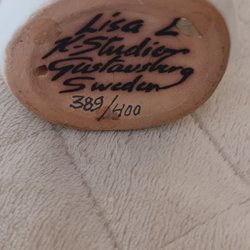 Lisa L
K-Studion
Gustavsberg
Sweden
389/400